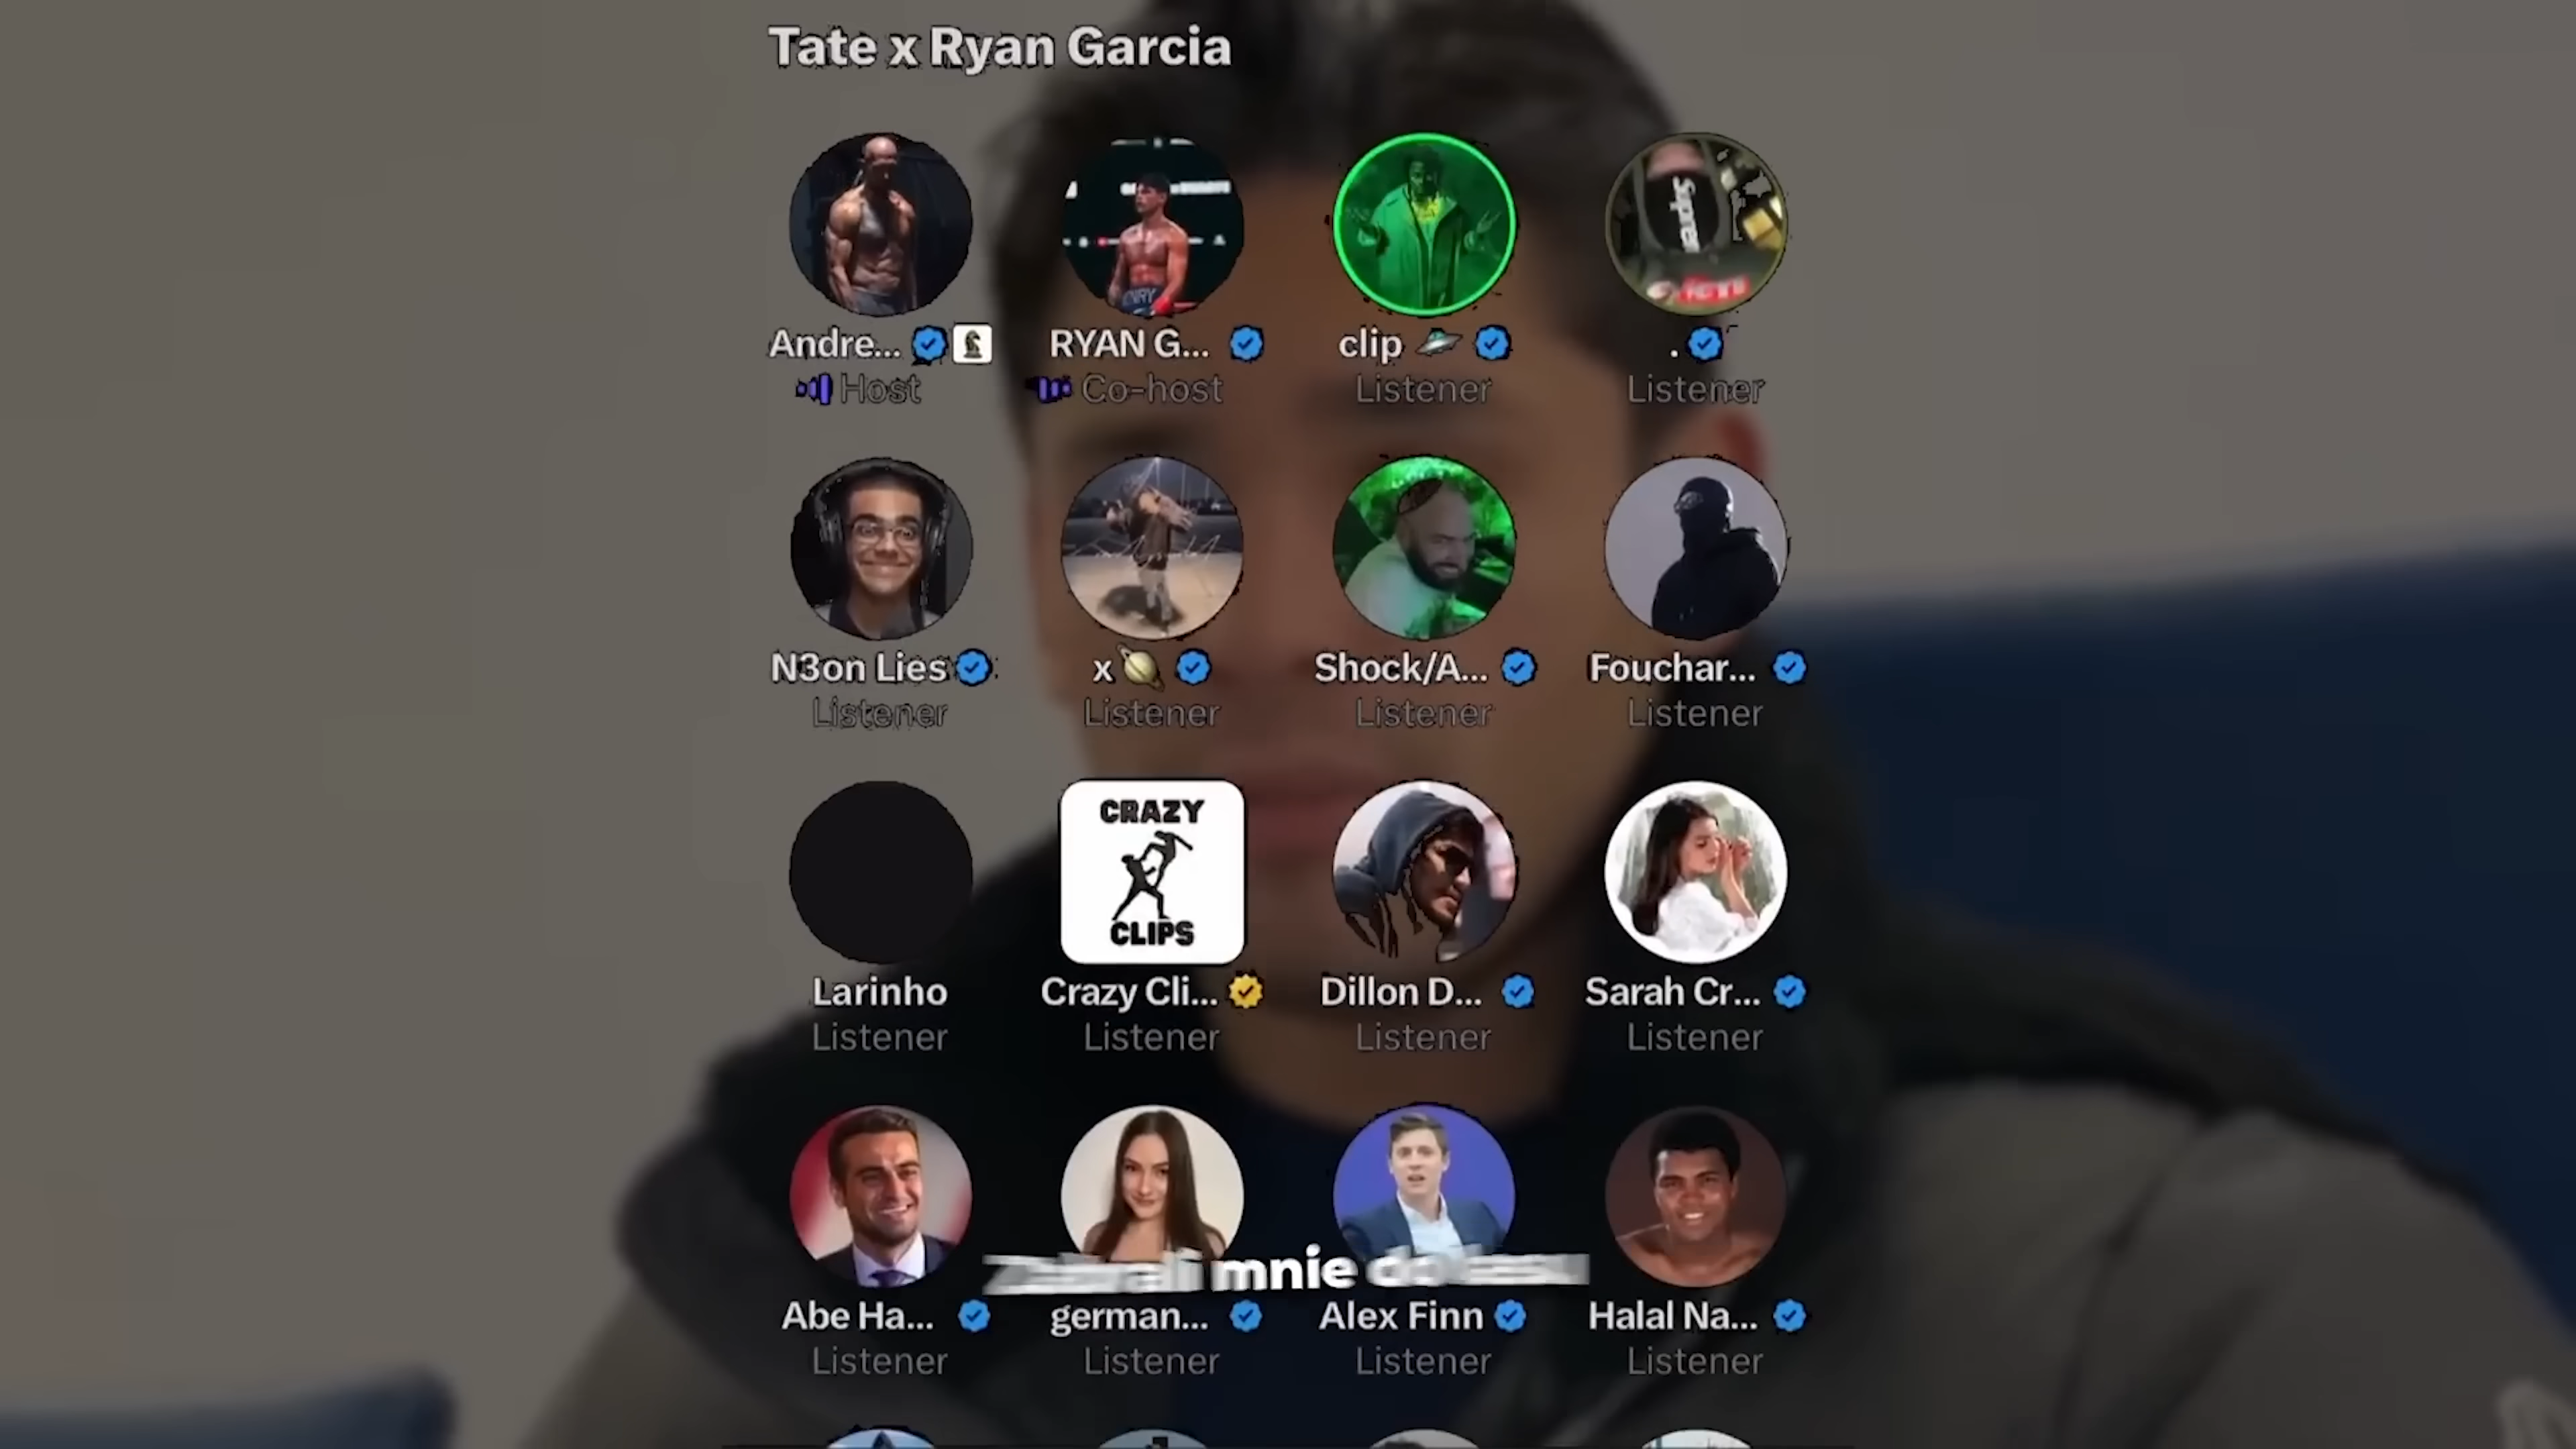 Tate x Ryan Garcia
Supreme
Andre...
RYAN G...
clip
.
Host
Co-host
Listener
Listener
N3on Lies
x
Shock/A...
Fouchar...
Listener
Listener
Listener
Listener
CRAZY
CLIPS
Larinho
Crazy Cli...
Dillon D...
Sarah Cr...
Listener
Listener
Listener
Listener
mnie
Abe Ha...
german...
Alex Finn
Halal Na...
Listener
Listener
Listener
Listener